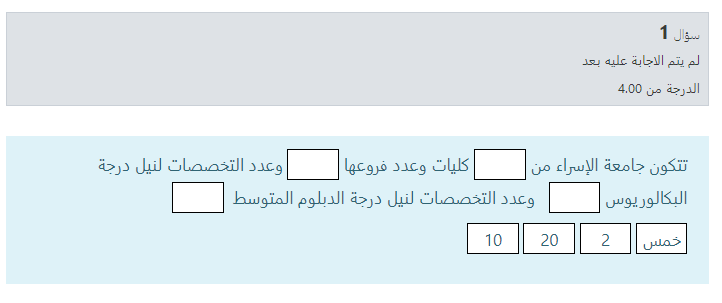 سؤال 1
لم يتم الاجابة عليه بعد
الدرجة من 4.00
تتكون جامعة الإسراء من كليات وعدد فروعها وعدد التخصصات لنيل درجة
البكالوريوس وعدد التخصصات لنيل درجة الدبلوم المتوسط
خمس 2 20 10